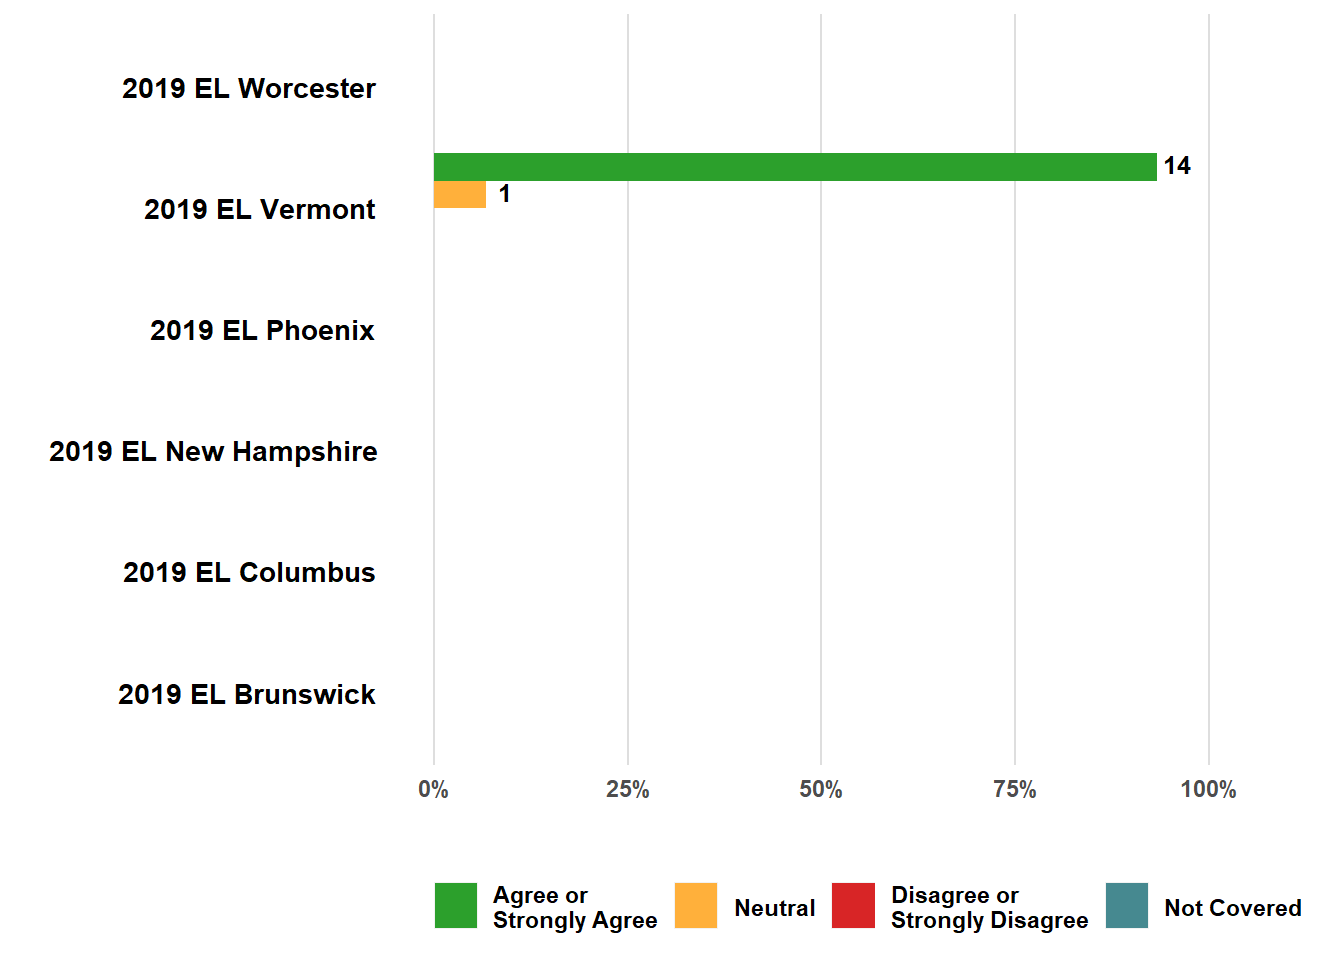 2019 EL Worcester
14
1
2019 EL Vermont
2019 EL Phoenix
2019 EL New Hampshire
2019 EL Columbus
2019 EL Brunswick
0% 25% 50% 75% 100%
Agree or
Strongly Agree
Neutral
Disagree or
Strongly Disagree
Not Covered